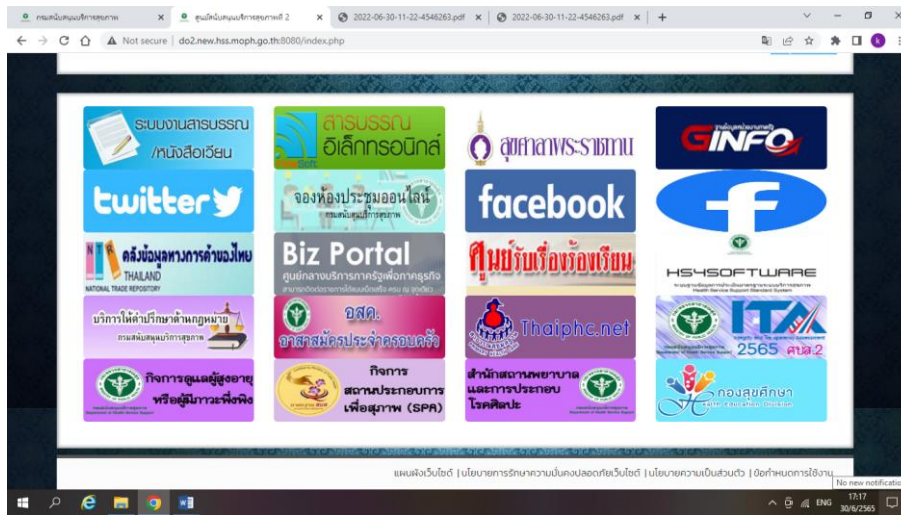 กรมสนับสนุนบริการสุขภาพ
ศูนย์สนับสนุนบริการสุขภาพที่ 2
2022-06-30-11-22-4546263.pdf
2022-06-30-11-22-4546263.pdf
Not secure | do2.new.hss.moph.go.th:8080/index.php
k
ระบบงานสารบรรณ
/หนังสือเวียน
สารบรรณ
อิเล็กทรอนิกส์
สุขศาลาพระราชทาน
GINFO
twitter
จองห้องประชุมออนไลน์
กรมสนับสนุนบริการสุขภาพ
facebook
f
NTR
คลังข้อมูลทางการค้าของไทย
THAILAND
NATIONAL TRADE REPOSITORY
Biz Portal
ศูนย์กลางบริการภาครัฐเพื่อภาคธุรกิจ
ศูนย์รับเรื่องร้องเรียน
HS4SOFTWARE
Health Service Support Standard System
บริการให้คำปรึกษาด้านกฎหมาย
กรมสนับสนุนบริการสุขภาพ
อสค.
อาสาสมัครประจำครอบครัว
Thaiphc.net
ITA
2565 ศบส.2
กิจการดูแลผู้สูงอายุ
หรือผู้มีภาวะพึ่งพิง
กิจการ
สถานประกอบการ
เพื่อสุขภาพ (SPA)
สำนักสถานพยาบาล
และการประกอบ
โรคศิลปะ
กองสุขศึกษา
Health Education Division
แผนผังเว็บไซต์ | นโยบายการรักษาความมั่นคงปลอดภัยเว็บไซต์ | นโยบายความเป็นส่วนตัว | ข้อกำหนดการใช้งาน
No new notificatio
ENG
17:17
30/6/2565